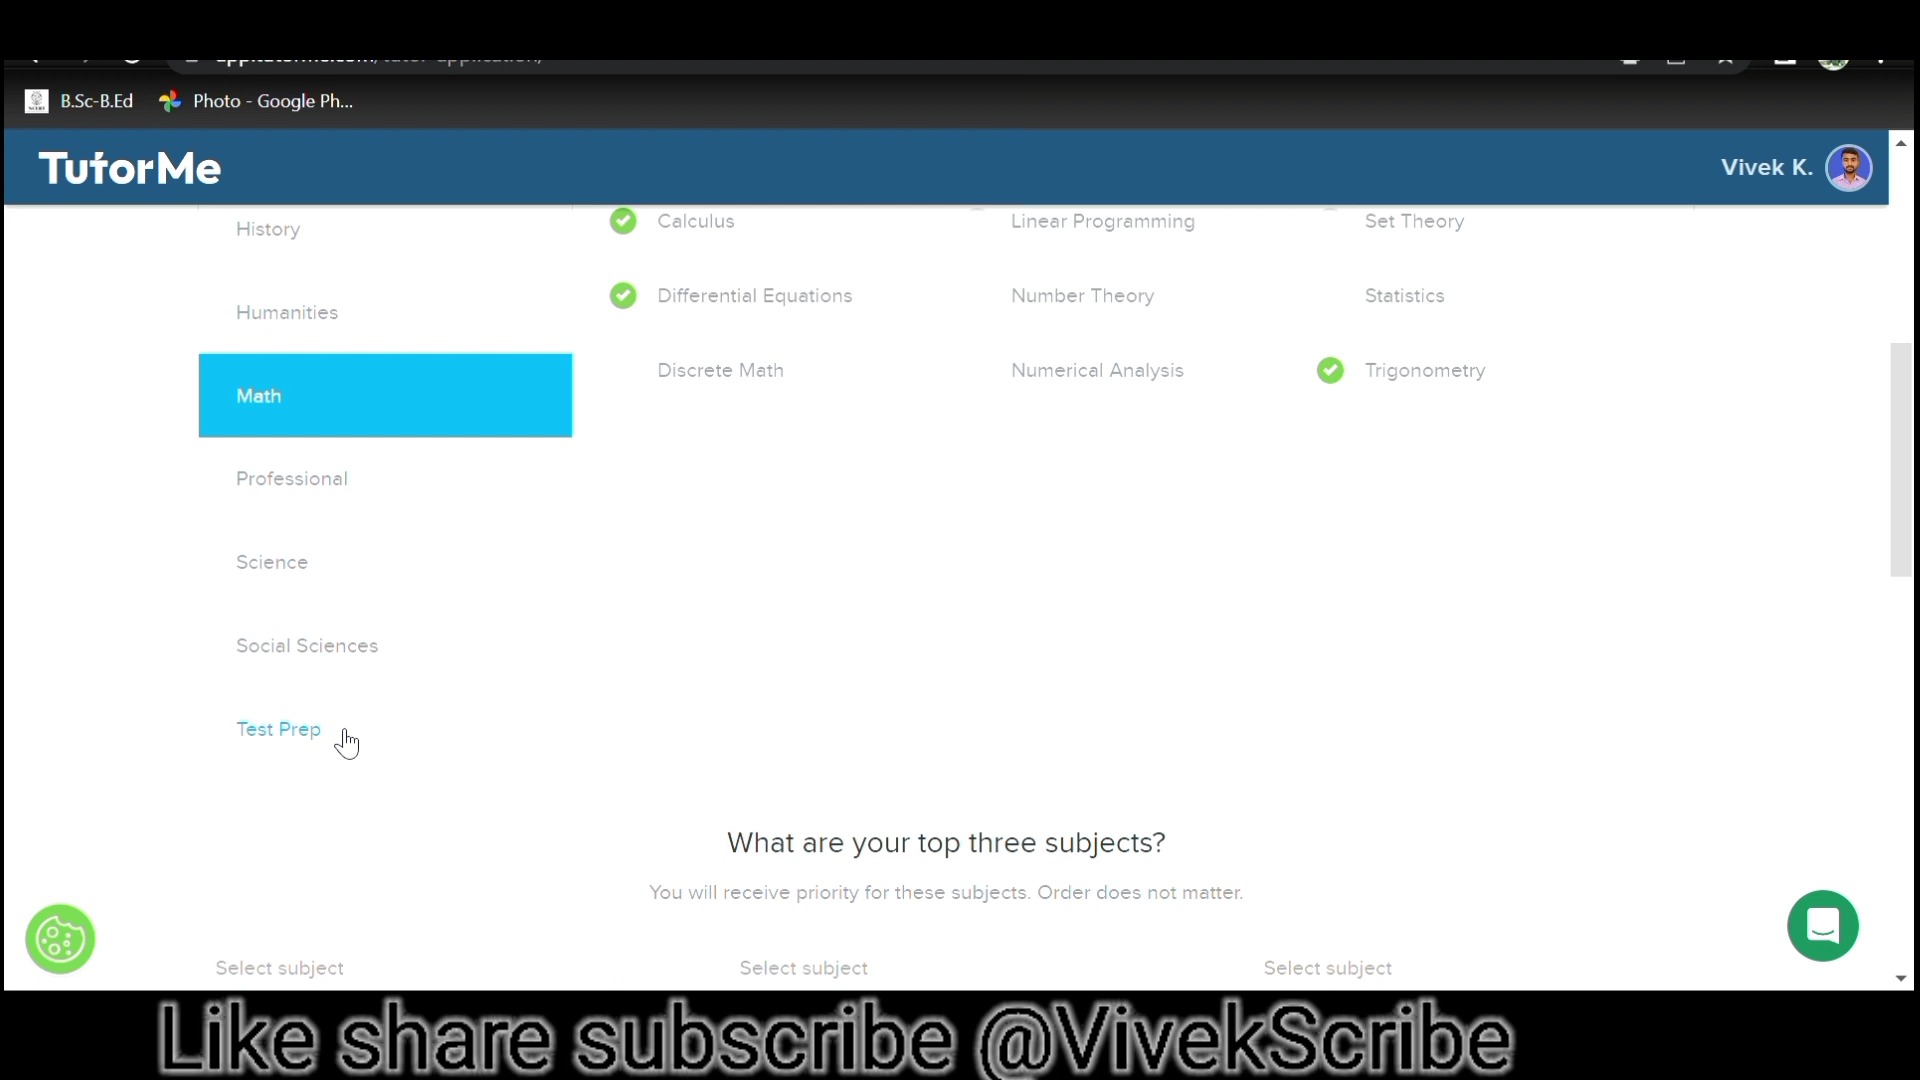 B.Sc-B.Ed Photo - Google Ph...
TutorMe
Vivek K.
History
Humanities
Math
Professional
Science
Social Sciences
Test Prep
Calculus Linear Programming Set Theory
Differential Equations Number Theory Statistics
Discrete Math Numerical Analysis Trigonometry
What are your top three subjects?
You will receive priority for these subjects. Order does not matter.
Select subject Select subject Select subject
Like share subscribe @VivekScribe